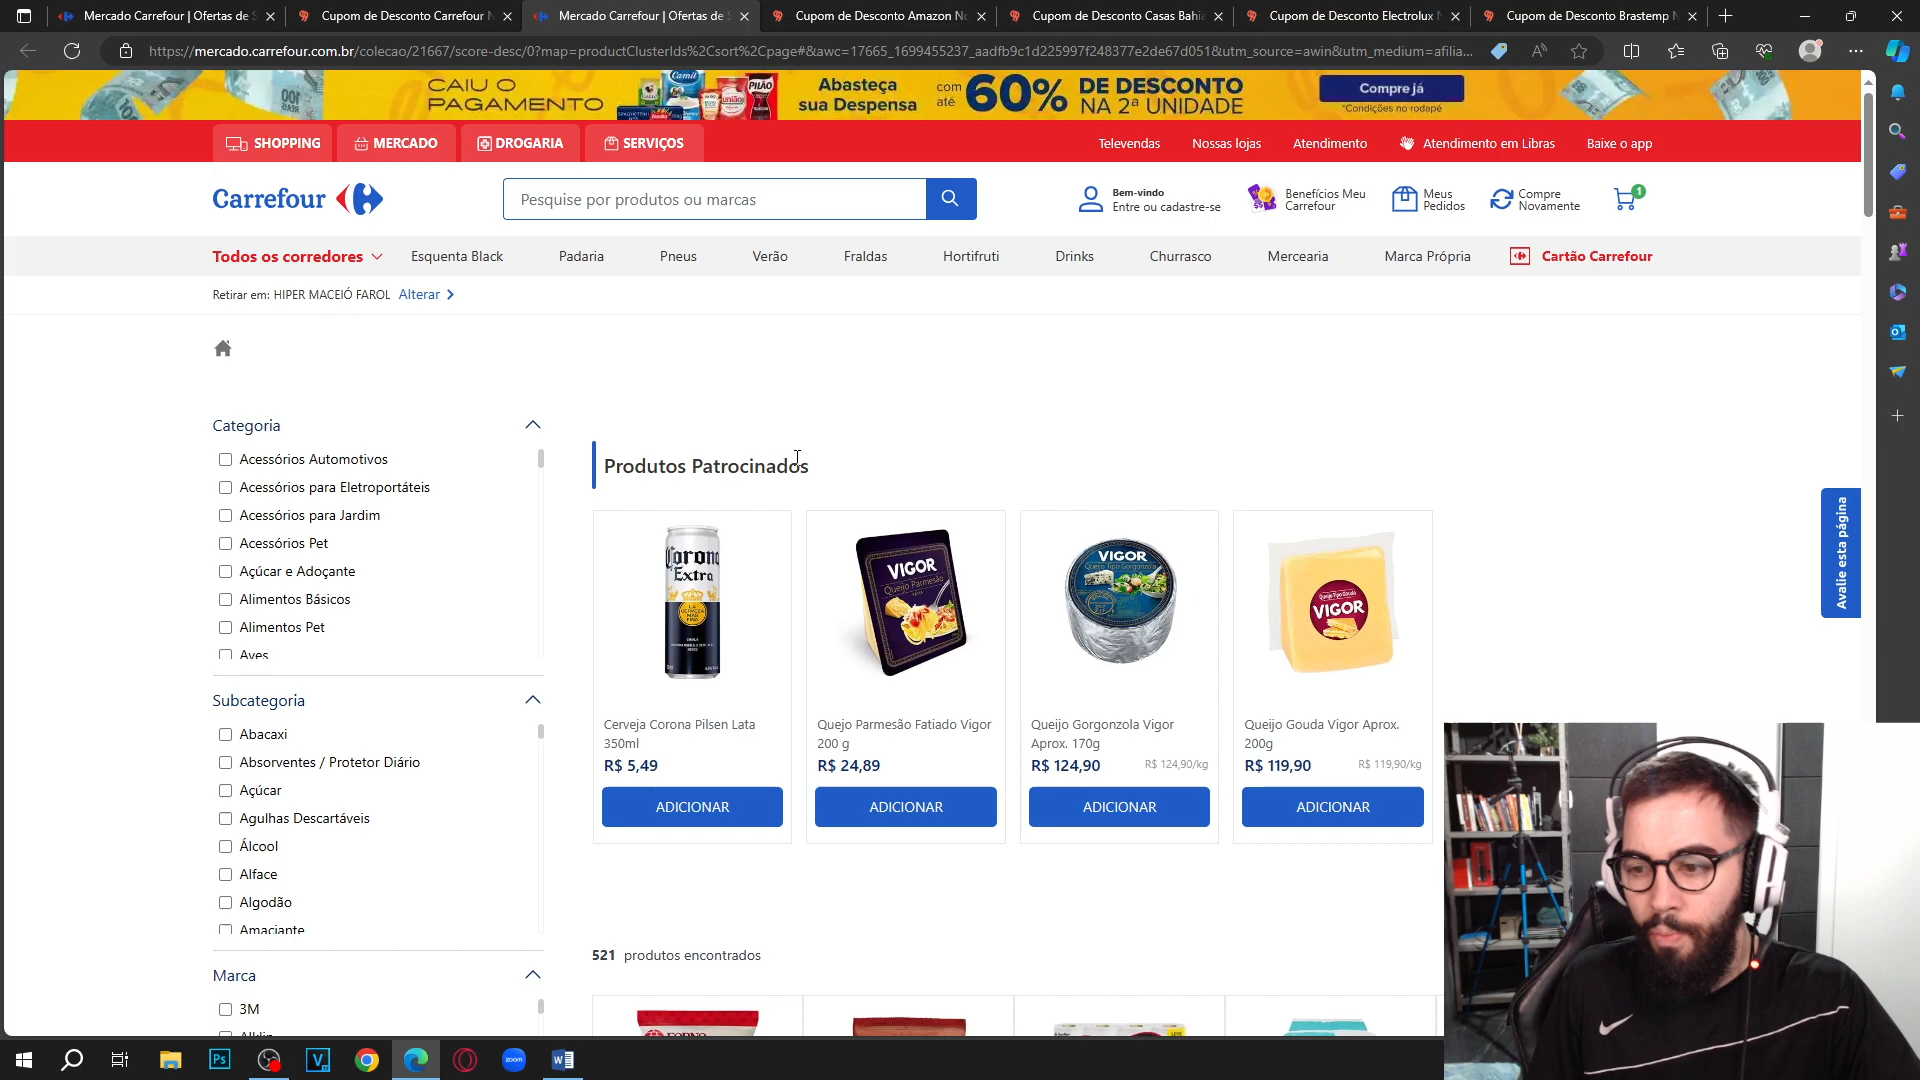 Mercado Carrefour | Ofertas de S
Cupom de Desconto Carrefour N
Mercado Carrefour | Ofertas de S
Cupom de Desconto Amazon No
Cupom de Desconto Casas Bahia
Cupom de Desconto Electrolux N
Cupom de Desconto Brastemp N
https://mercado.carrefour.com.br/colecao/21667/score-desc/0?map=productClusterIds%2Csort%2Cpage#&awc=17665_1699455237_aadfb9c1d225997f248377e2de67d051&utm_source=awin&utm_medium=afilia...
CAIU O
PAGAMENTO
Abasteça
sua Despensa
com
até
60%
DE DESCONTO
NA 2ª UNIDADE
Compre já
*Condições no rodapé
SHOPPING
MERCADO
DROGARIA
SERVIÇOS
Televendas
Nossas lojas
Atendimento
Atendimento em Libras
Baixe o app
Carrefour
Pesquise por produtos ou marcas
Bem-vindo
Entre ou cadastre-se
Benefícios Meu
Carrefour
Meus
Pedidos
Compre
Novamente
1
Todos os corredores
Esquenta Black
Padaria
Pneus
Verão
Fraldas
Hortifruti
Drinks
Churrasco
Mercearia
Marca Própria
Cartão Carrefour
Retirar em: HIPER MACEIÓ FAROL Alterar
Categoria
Acessórios Automotivos
Acessórios para Eletroportáteis
Acessórios para Jardim
Acessórios Pet
Açúcar e Adoçante
Alimentos Básicos
Alimentos Pet
Aves
Subcategoria
Abacaxi
Absorventes / Protetor Diário
Açúcar
Agulhas Descartáveis
Álcool
Alface
Algodão
Amaciante
Marca
3M
Produtos Patrocinados
Corona
Extra
VIGOR
Queijo Parmesão
VIGOR
Queijo Tipo Gorgonzola
VIGOR
Cerveja Corona Pilsen Lata
350ml
R$ 5,49
ADICIONAR
Quejo Parmesão Fatiado Vigor
200 g
R$ 24,89
ADICIONAR
Queijo Gorgonzola Vigor
Aprox. 170g
R$ 124,90
R$ 124,90/kg
ADICIONAR
Queijo Gouda Vigor Aprox.
200g
R$ 119,90
R$ 119,90/kg
ADICIONAR
521 produtos encontrados
Avalie esta página
Ps
V
zoom
W